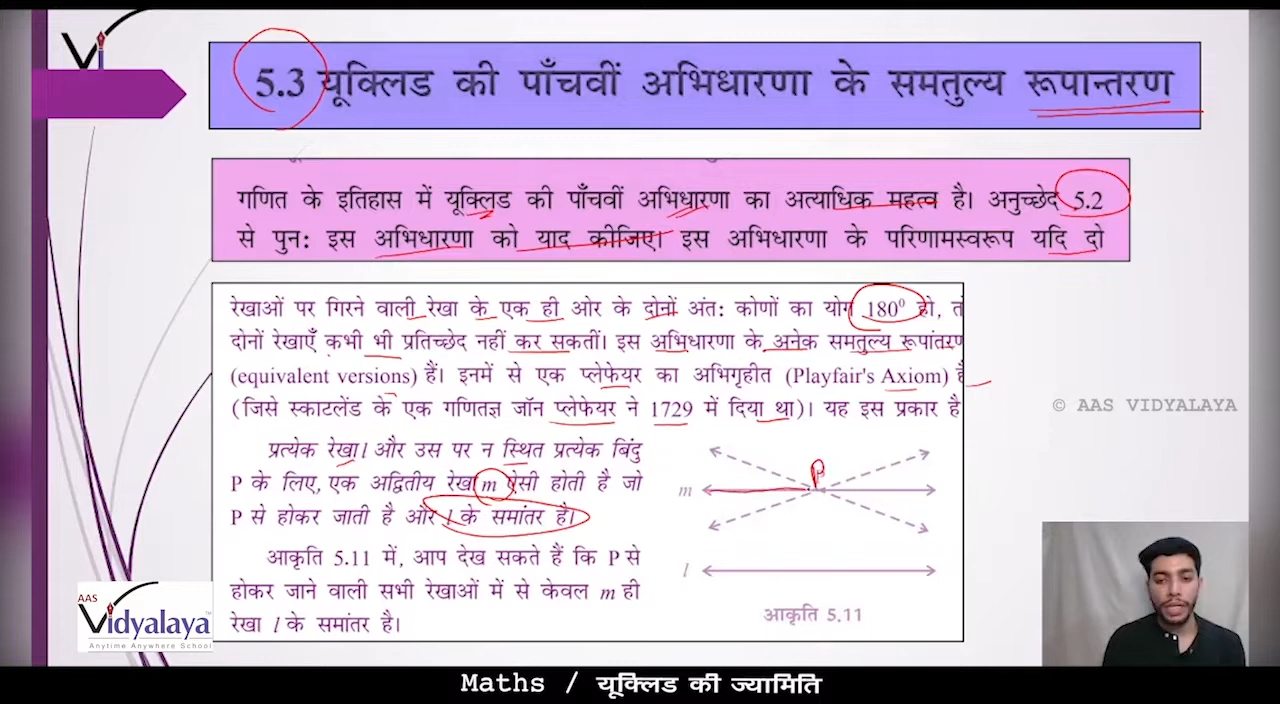 5.3 यूक्लिड की पाँचवीं अभिधारणा के समतुल्य रूपान्तरण
गणित के इतिहास में यूक्लिड की पाँचवीं अभिधारणा का अत्याधिक महत्व है। अनुच्छेद 5.2
से पुन: इस अभिधारणा को याद कीजिए। इस अभिधारणा के परिणामस्वरूप यदि दो
रेखाओं पर गिरने वाली रेखा के एक ही ओर के दोनों अंत: कोणों का योग 180° हो, तो
दोनों रेखाएँ कभी भी प्रतिच्छेद नहीं कर सकतीं। इस अभिधारणा के अनेक समतुल्य रूपांतरण
(equivalent versions) हैं। इनमें से एक प्लेफेयर का अभिगृहीत (Playfair's Axiom) है
(जिसे स्काटलेंड के एक गणितज्ञ जॉन प्लेफेयर ने 1729 में दिया था)। यह इस प्रकार है
प्रत्येक रेखा l और उस पर न स्थित प्रत्येक बिंदु
P के लिए, एक अद्वितीय रेखा m ऐसी होती है जो
P से होकर जाती है और l के समांतर है।
आकृति 5.11 में, आप देख सकते हैं कि P से
होकर जाने वाली सभी रेखाओं में से केवल m ही
रेखा l के समांतर है।
P
m
l
आकृति 5.11
© AAS VIDYALAYA
AAS
Vidyalaya
TM
Anytime Anywhere School
Maths / यूक्लिड की ज्यामिति